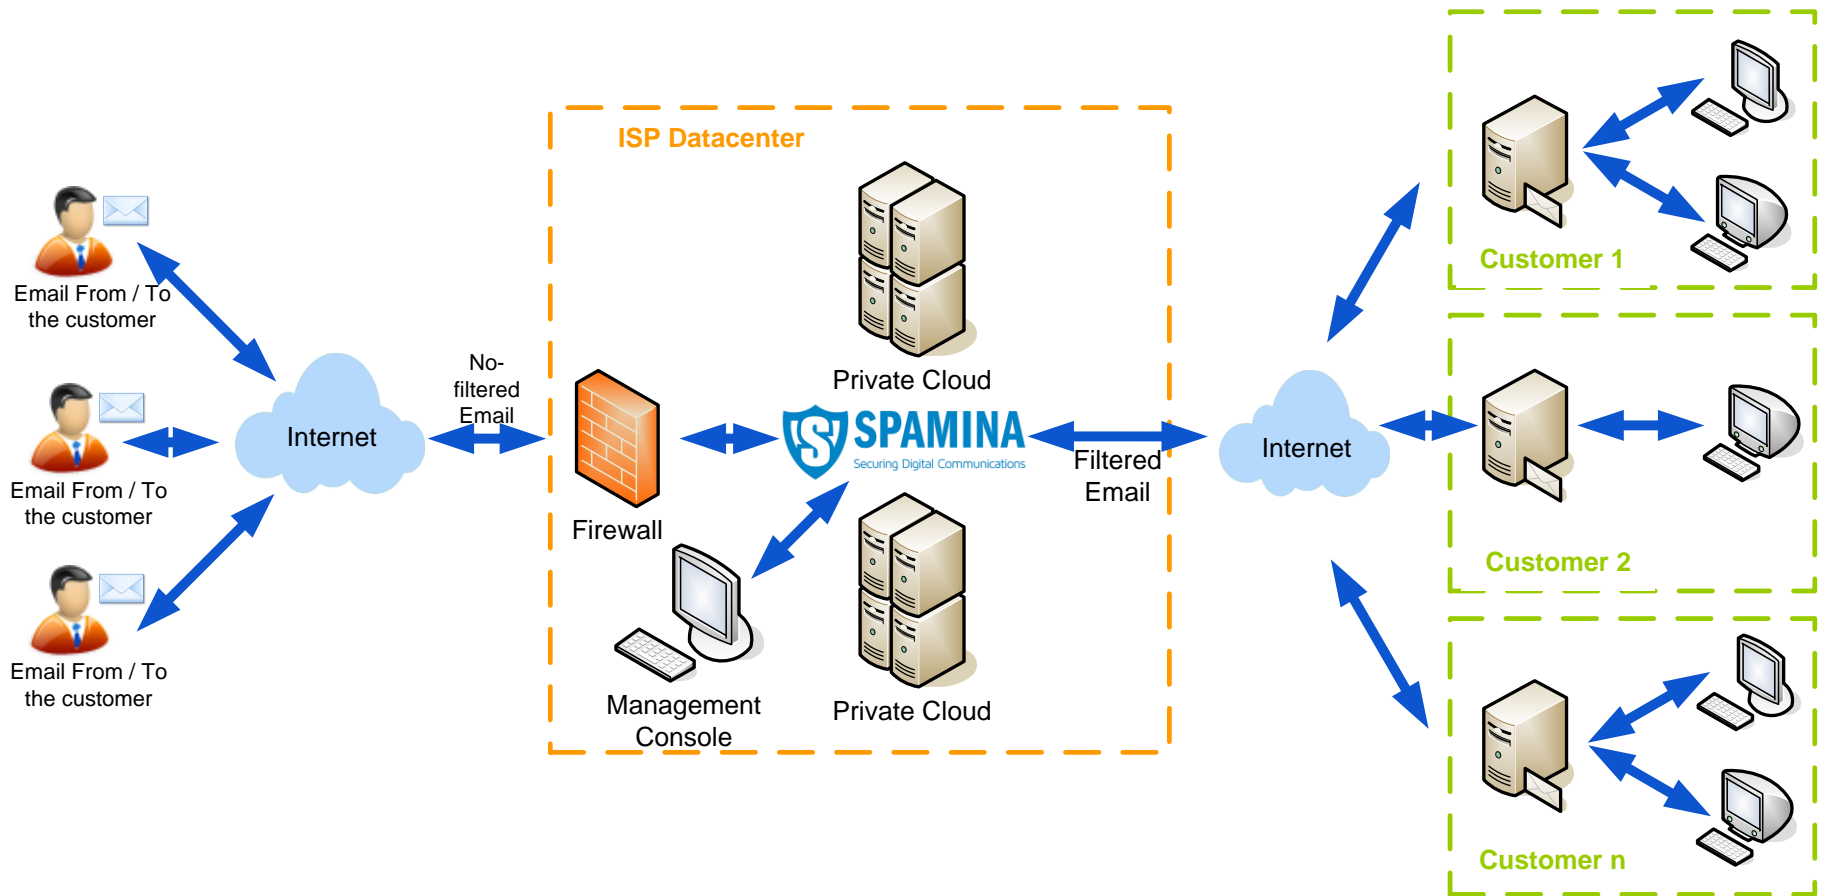 Email From / To
the customer
Email From / To
the customer
Email From / To
the customer
Internet
No-
filtered
Email
ISP Datacenter
Private Cloud
SPAMINA
Securing Digital Communications
Firewall
Management
Console
Private Cloud
Filtered
Email
Internet
Customer 1
Customer 2
Customer n